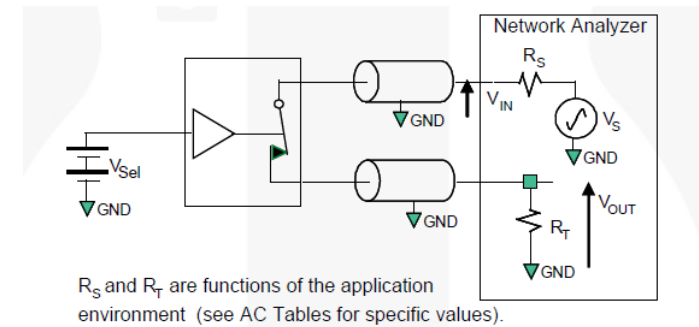 Network Analyzer
RS
VIN
GND
VS
GND
VSel
GND
GND
VOUT
RT
GND
RS and RT are functions of the application
environment (see AC Tables for specific values).